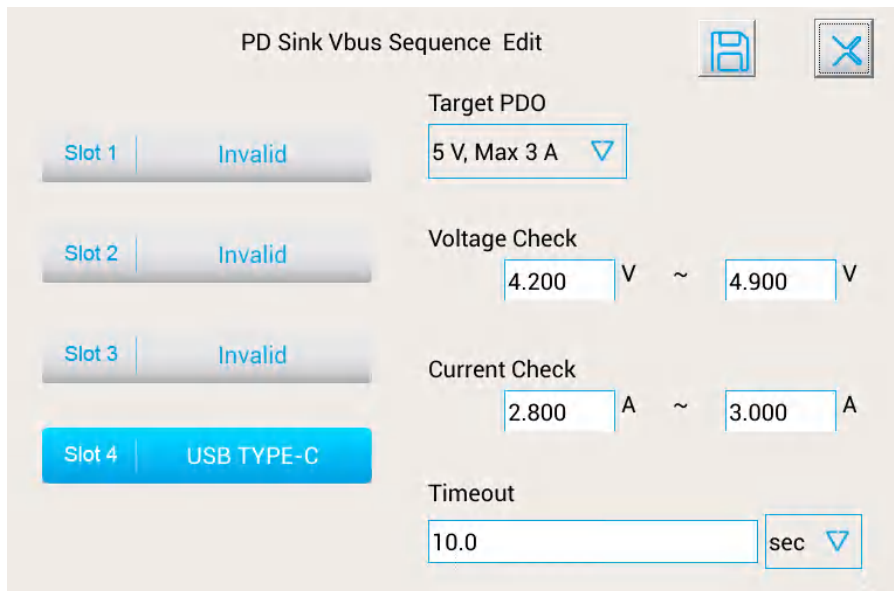 PD Sink Vbus Sequence Edit
Slot 1 Invalid
Slot 2 Invalid
Slot 3 Invalid
Slot 4 USB TYPE-C
Target PDO
5 V, Max 3 A
Voltage Check
4.200 V ~ 4.900 V
Current Check
2.800 A ~ 3.000 A
Timeout
10.0 sec